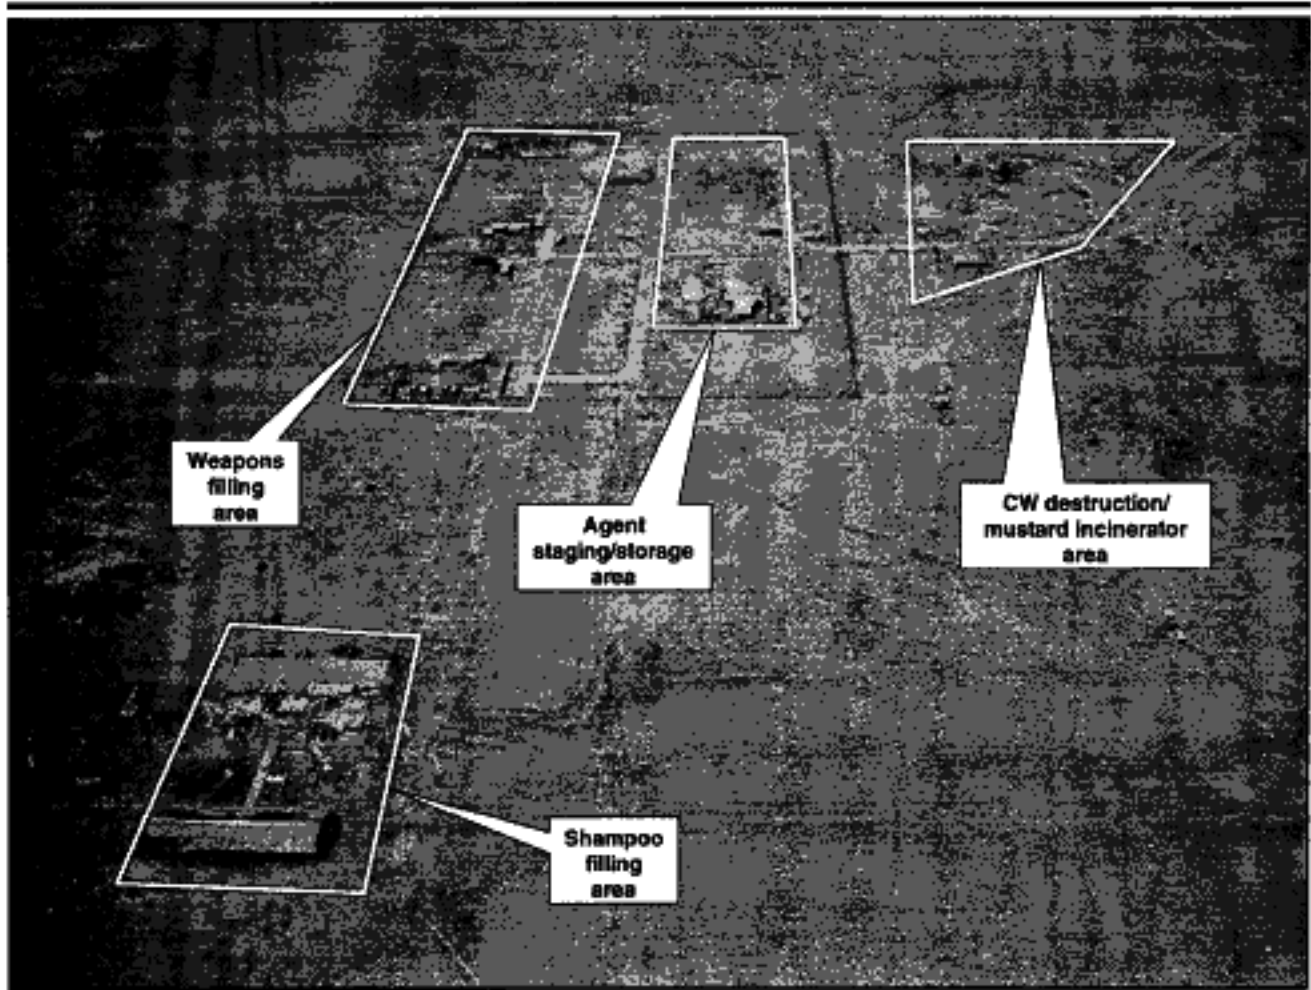 Weapons
filling
area
Agent
staging/storage
area
CW destruction/
mustard incinerator
area
Shampoo
filling
area